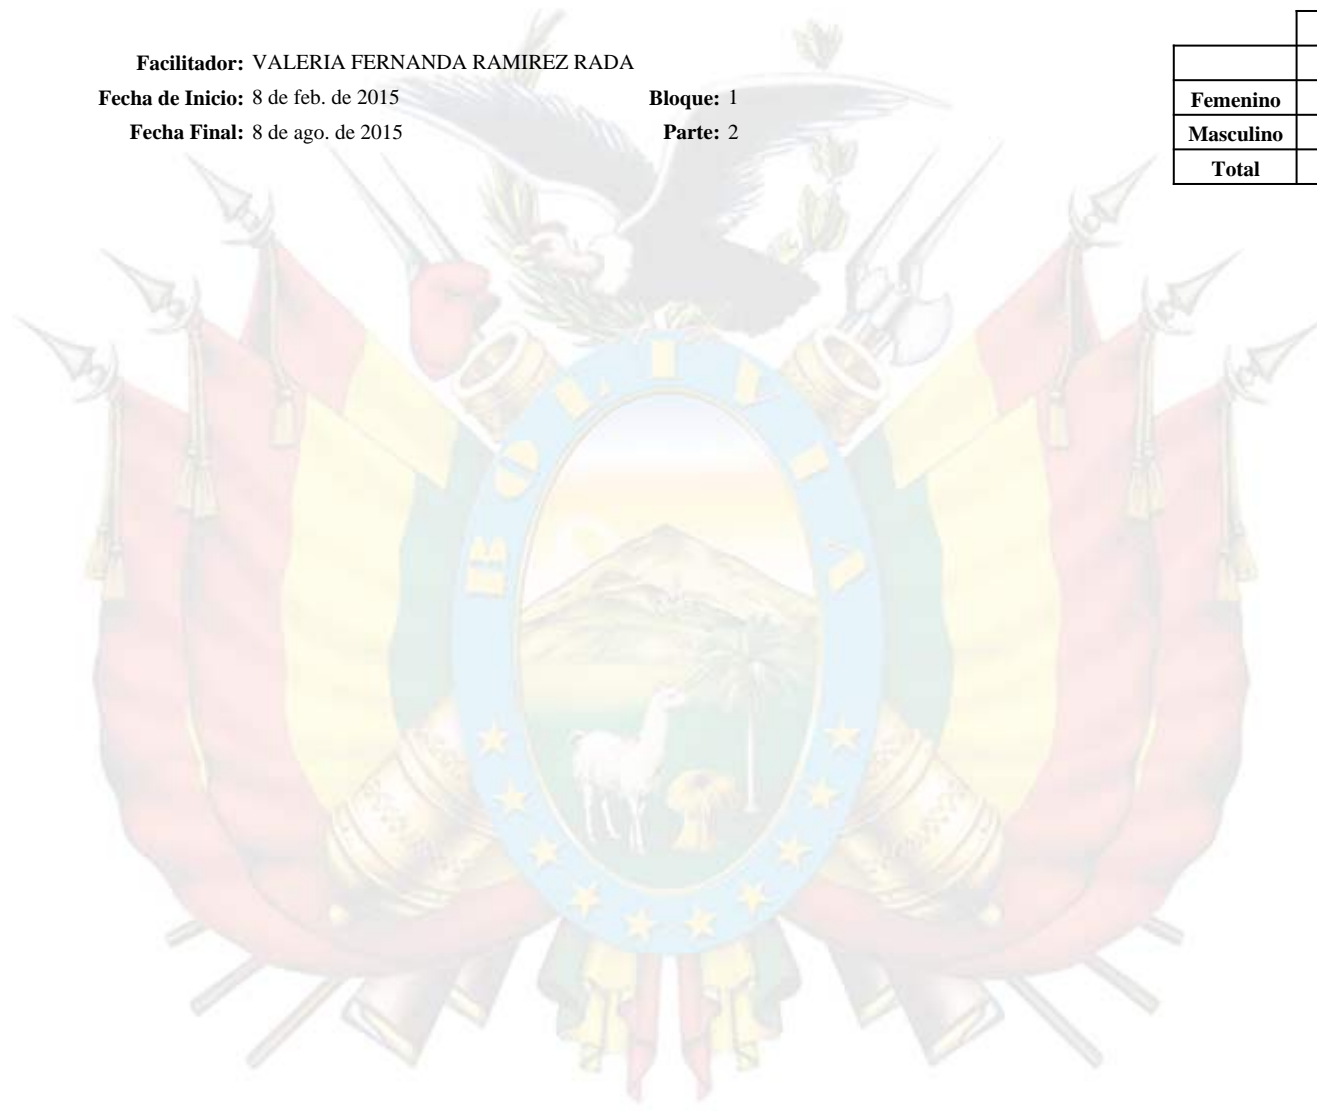 Facilitador: VALERIA FERNANDA RAMIREZ RADA
Fecha de Inicio: 8 de feb. de 2015 Bloque: 1
Fecha Final: 8 de ago. de 2015 Parte: 2
Femenino
Masculino
Total
BOLIVIA